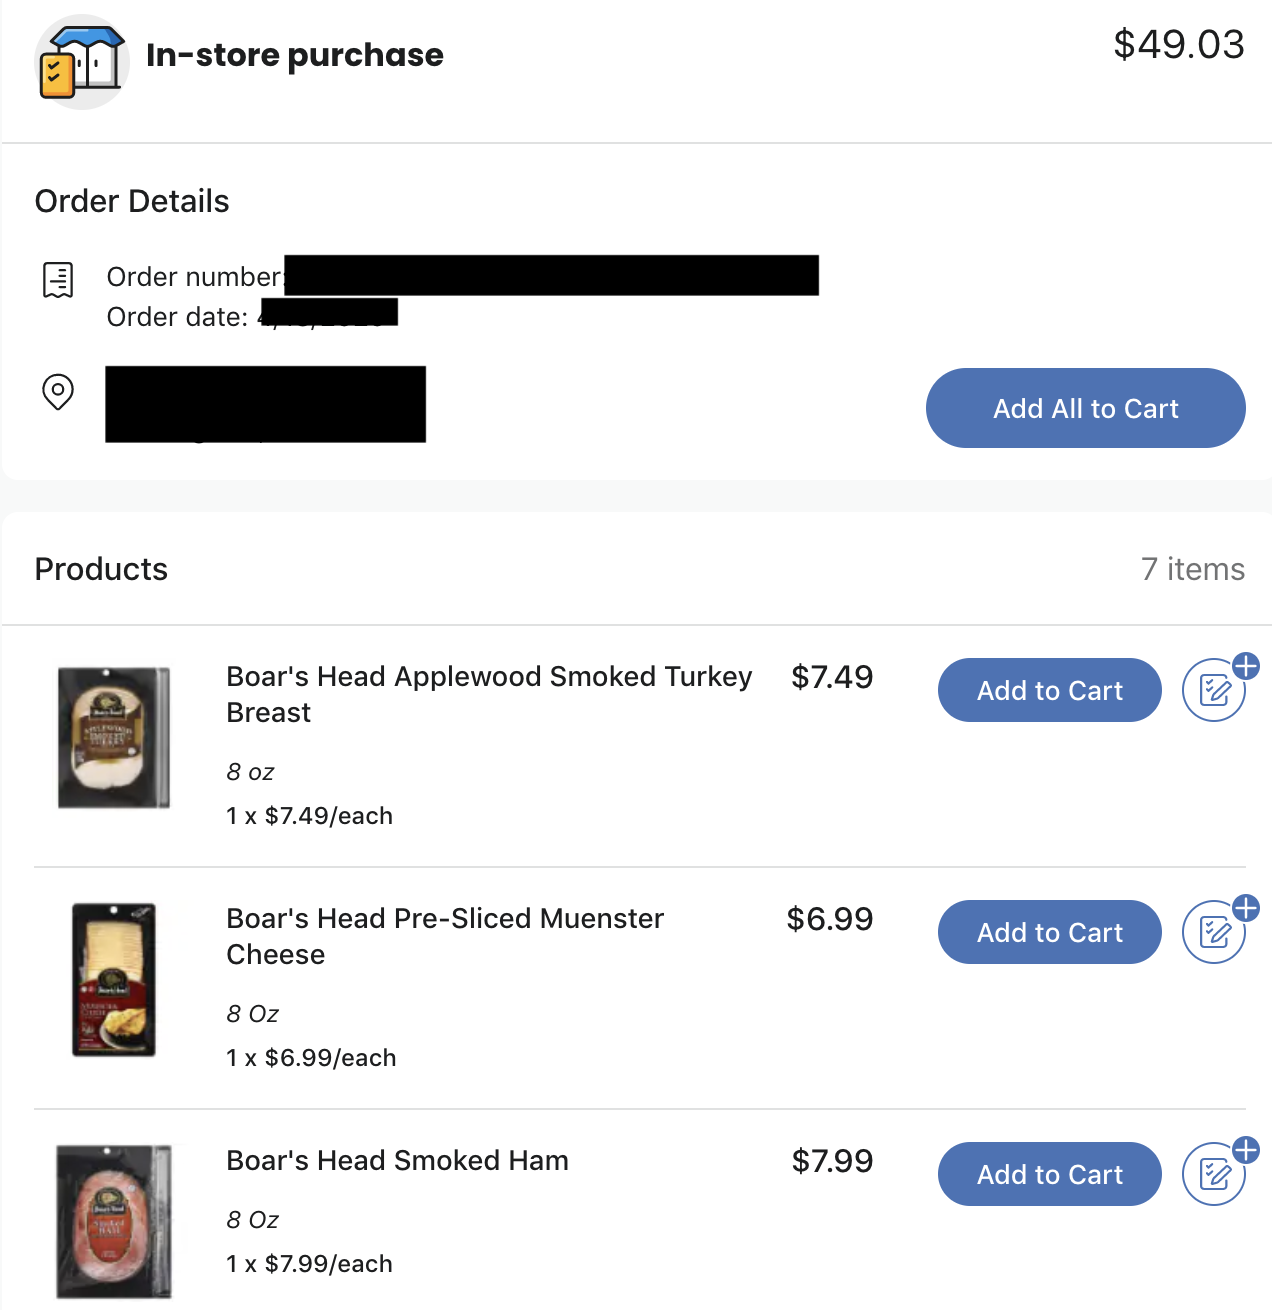 In-store purchase
$49.03
Order Details
Order number:
Order date:
Add All to Cart
Products
7 items
Boar's Head Applewood Smoked Turkey
Breast
$7.49
Add to Cart
8 oz
1 x $7.49/each
Boar's Head Pre-Sliced Muenster
Cheese
$6.99
Add to Cart
8 Oz
1 x $6.99/each
Boar's Head Smoked Ham
$7.99
Add to Cart
8 Oz
1 x $7.99/each